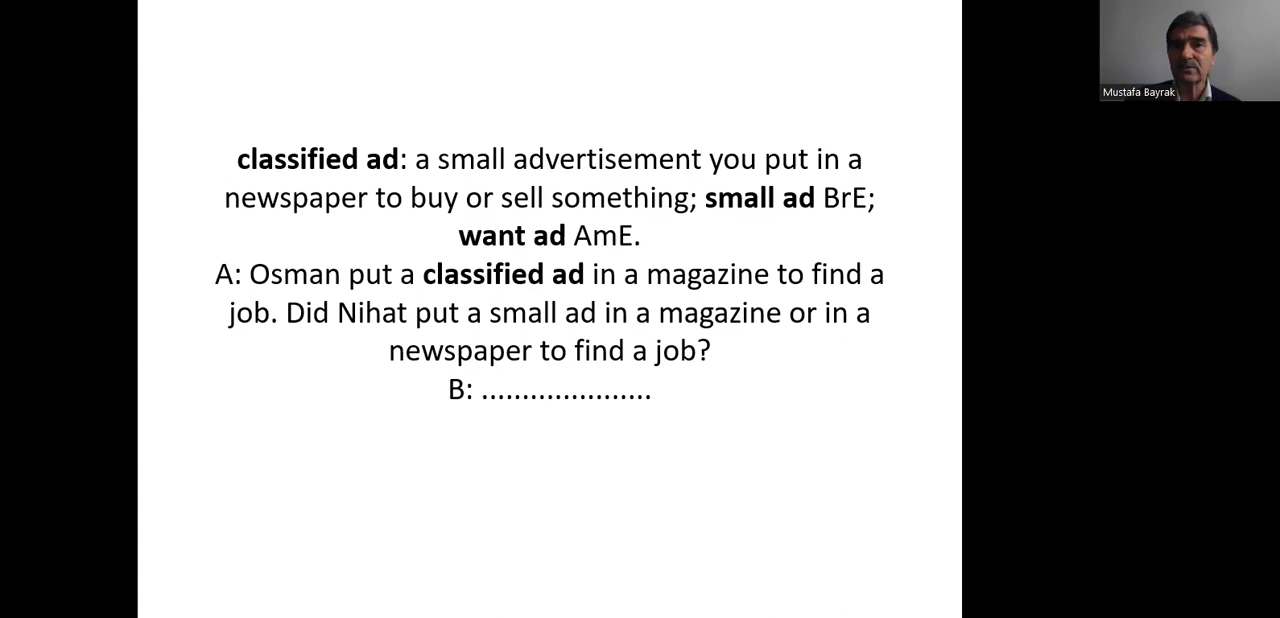 classified ad: a small advertisement you put in a
newspaper to buy or sell something; small ad BrE;
want ad AmE.
A: Osman put a classified ad in a magazine to find a
job. Did Nihat put a small ad in a magazine or in a
newspaper to find a job?
B: .....................
Mustafa Bayrak